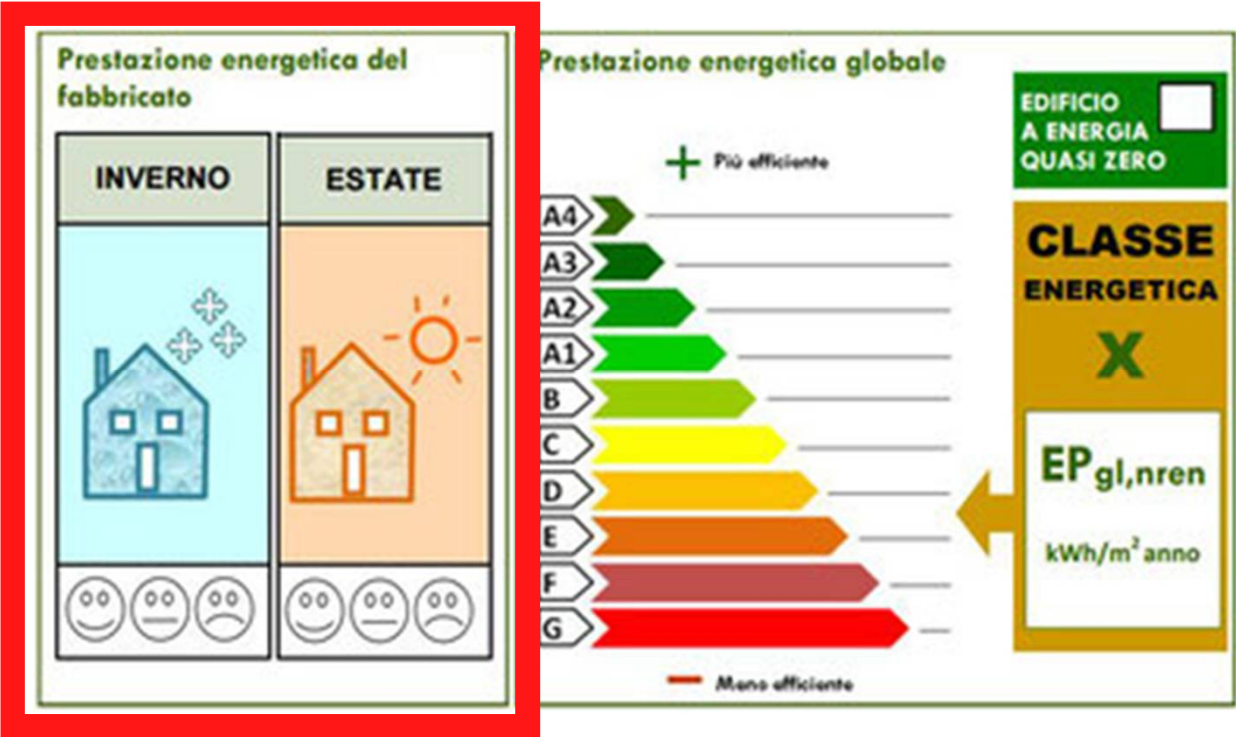 Prestazione energetica del
fabbricato
INVERNO
ESTATE
Prestazione energetica globale
+ Più efficiente
A4
A3
A2
A1
B
C
D
E
F
G
Meno efficiente
EDIFICIO
A ENERGIA
QUASI ZERO
CLASSE
ENERGETICA
X
EPgl,nren
kWh/m² anno